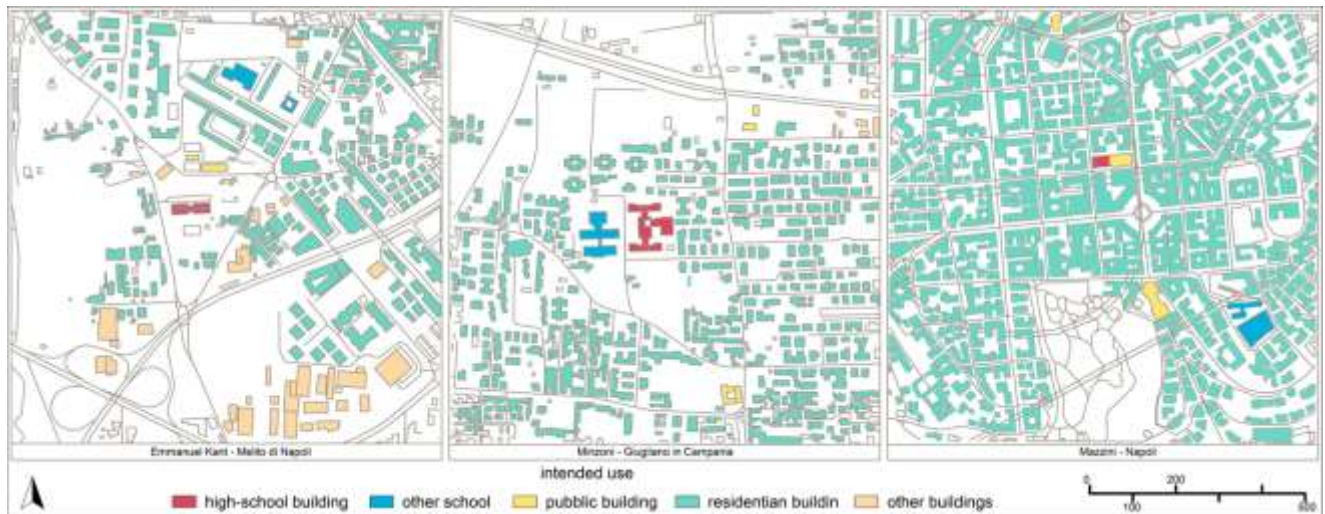 Emmanuel Kant - Melito di Napoli
Minzoni - Giugliano in Campania
Mazzini - Napoli
intended use
high-school building
other school
pubblic building
residentian buildin
other buildings
0 200
100 500